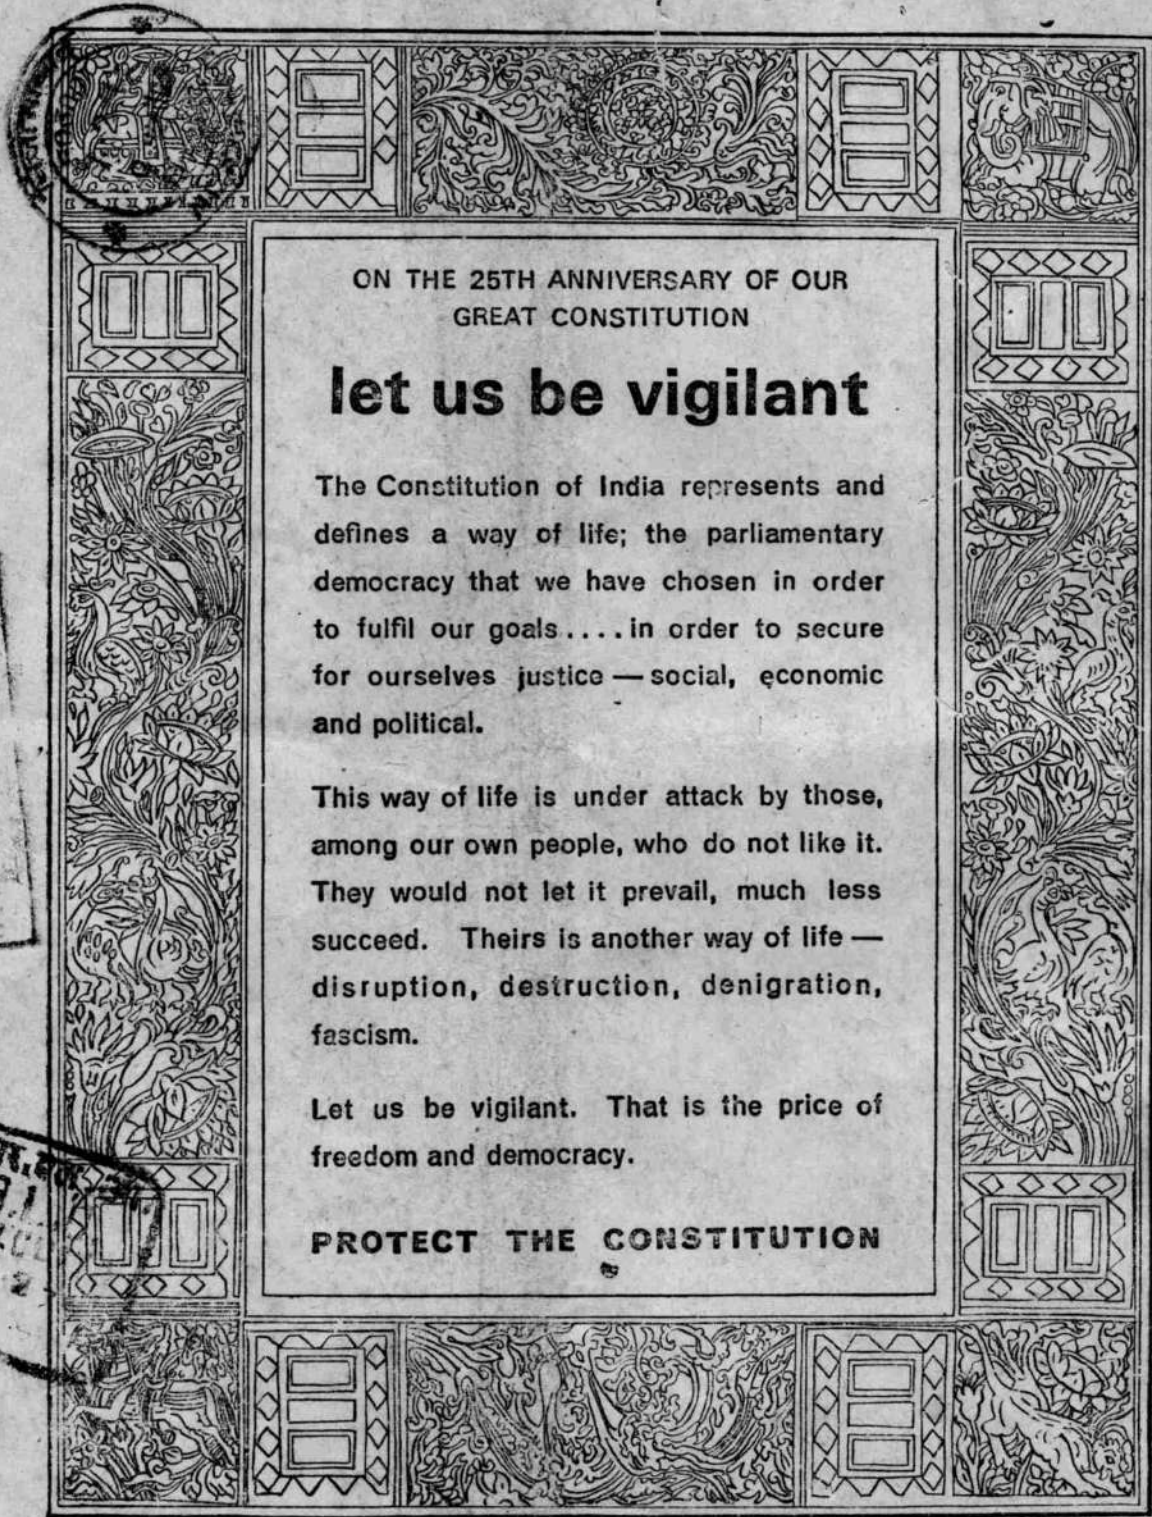 ON THE 25TH ANNIVERSARY OF OUR
GREAT CONSTITUTION
let us be vigilant
The Constitution of India represents and
defines a way of life; the parliamentary
democracy that we have chosen in order
to fulfil our goals.... in order to secure
for ourselves justice — social, economic
and political.
This way of life is under attack by those,
among our own people, who do not like it.
They would not let it prevail, much less
succeed. Theirs is another way of life —
disruption, destruction, denigration,
fascism.
Let us be vigilant. That is the price of
freedom and democracy.
PROTECT THE CONSTITUTION